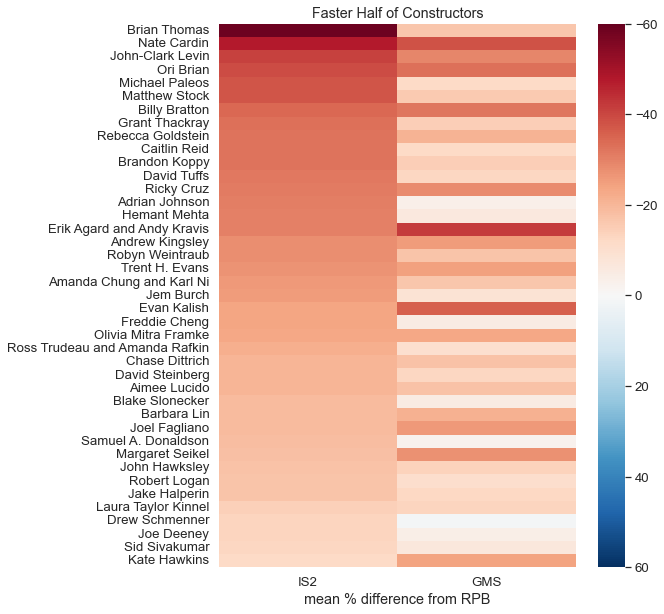 Faster Half of Constructors
Brian Thomas
Nate Cardin
John-Clark Levin
Ori Brian
Michael Paleos
Matthew Stock
Billy Bratton
Grant Thackray
Rebecca Goldstein
Caitlin Reid
Brandon Koppy
David Tuffs
Ricky Cruz
Adrian Johnson
Hemant Mehta
Erik Agard and Andy Kravis
Andrew Kingsley
Robyn Weintraub
Trent H. Evans
Amanda Chung and Karl Ni
Jem Burch
Evan Kalish
Freddie Cheng
Olivia Mitra Framke
Ross Trudeau and Amanda Rafkin
Chase Dittrich
David Steinberg
Aimee Lucido
Blake Slonecker
Barbara Lin
Joel Fagliano
Samuel A. Donaldson
Margaret Seikel
John Hawksley
Robert Logan
Jake Halperin
Laura Taylor Kinnel
Drew Schmenner
Joe Deeney
Sid Sivakumar
Kate Hawkins
IS2 GMS
mean % difference from RPB
−60
−40
−20
0
20
40
60